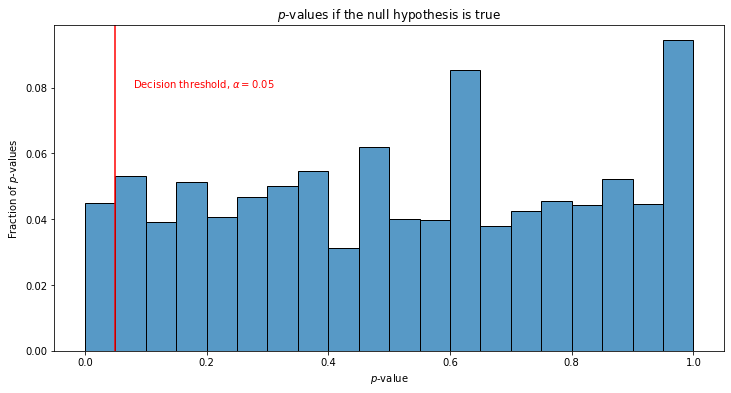 p-values if the null hypothesis is true
Decision threshold, α = 0.05
Fraction of p-values
0.08
0.06
0.04
0.02
0.00
0.0 0.2 0.4 0.6 0.8 1.0
p-value